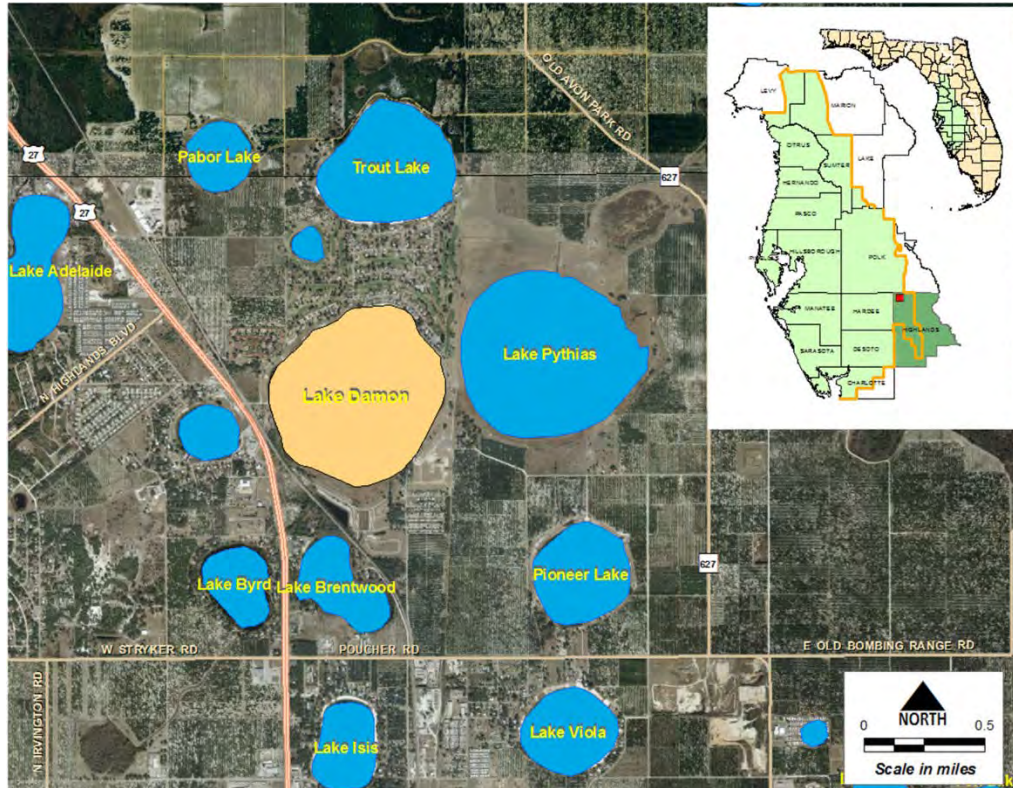 OLD AVON PARK RD
27
Pabor Lake
Trout Lake
627
27
Lake Adelaide
N HIGHLANDS BLVD
Lake Pythias
Lake Damon
Lake Byrd
Lake Brentwood
Pioneer Lake
627
W STRYKER RD
POUCHER RD
E OLD BOMBING RANGE RD
N IRVINGTON RD
Lake Isis
Lake Viola
LEVY
MARION
CITRUS
SUMTER
LAKE
HERNANDO
PASCO
HILLSBOROUGH
POLK
MANATEE
HARDEE
HIGHLANDS
SARASOTA
DESOTO
CHARLOTTE
NORTH
0 0.5
Scale in miles